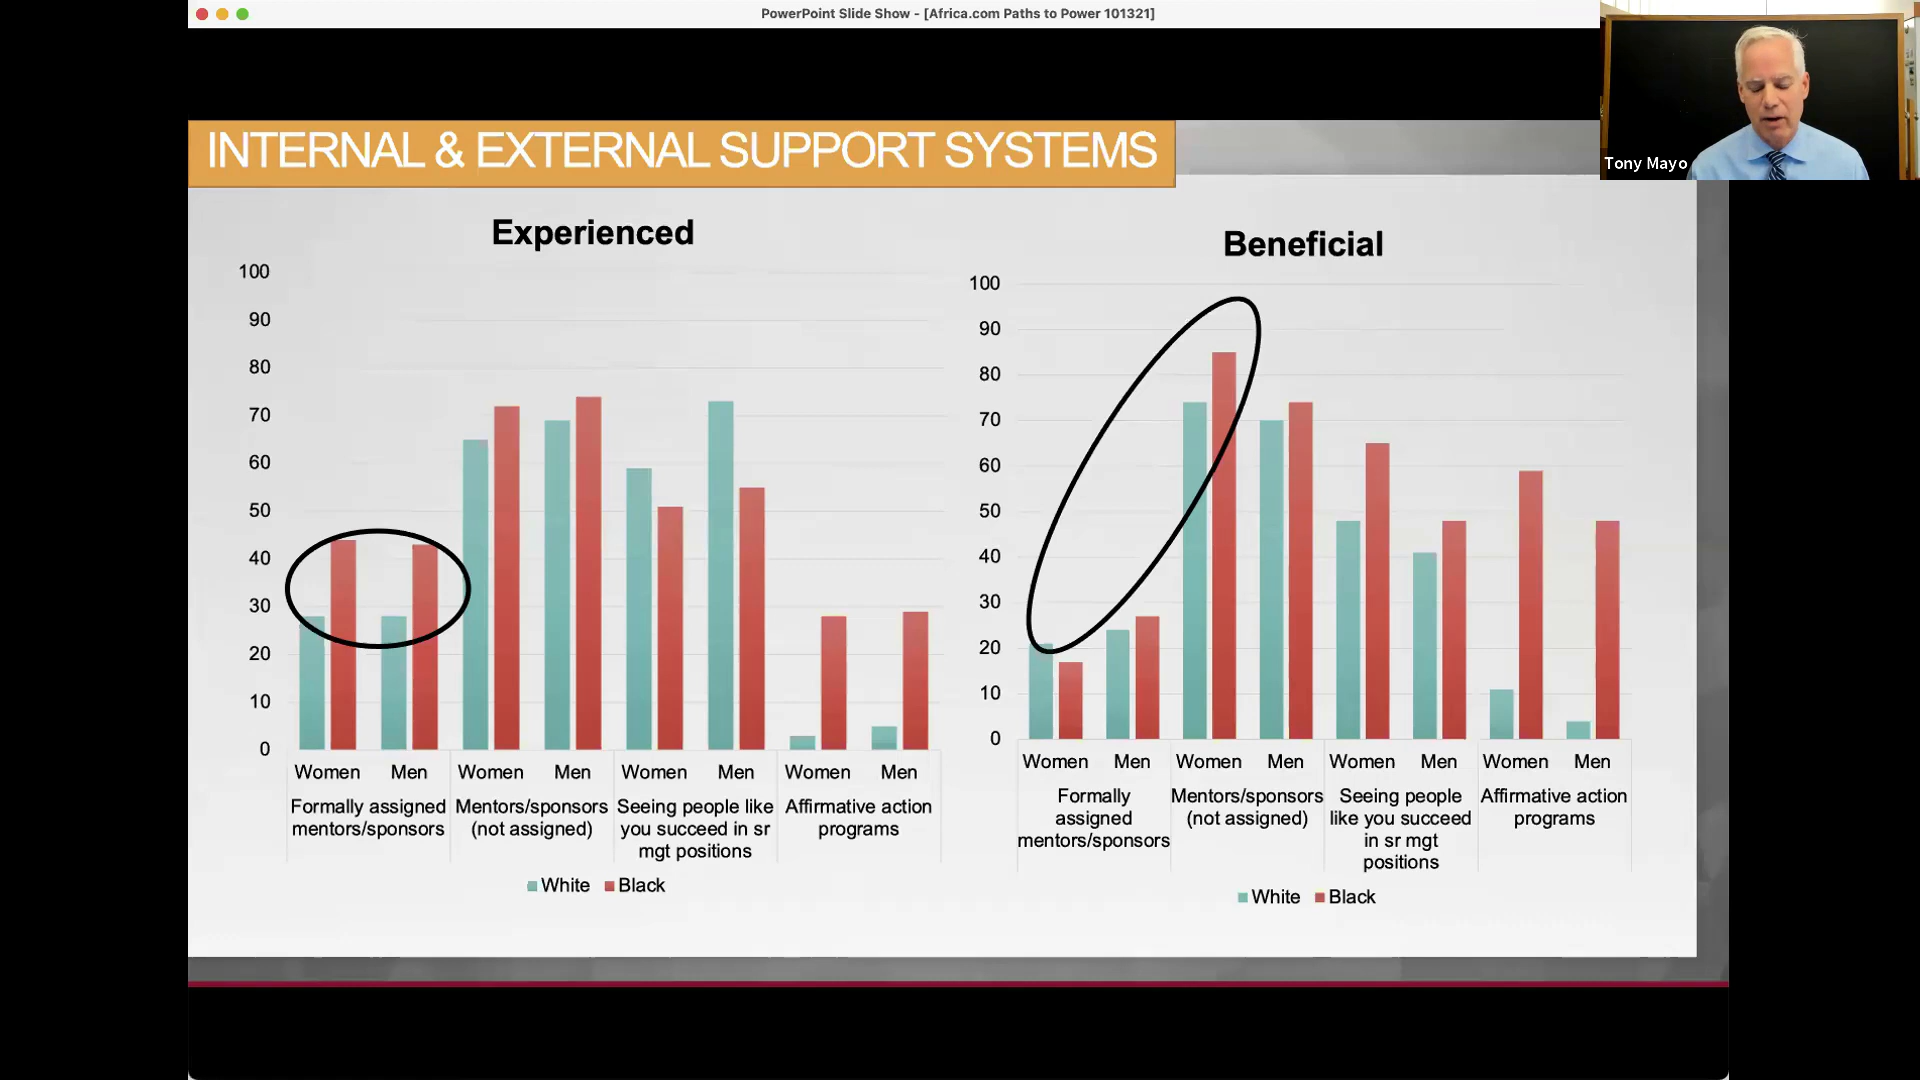 PowerPoint Slide Show - [Africa.com Paths to Power 101321]
Tony Mayo
INTERNAL & EXTERNAL SUPPORT SYSTEMS
Experienced
100
90
80
70
60
50
40
30
20
10
0
Women Men Women Men Women Men Women Men
Formally assigned mentors/sponsors
Mentors/sponsors (not assigned)
Seeing people like you succeed in sr mgt positions
Affirmative action programs
White Black
Beneficial
100
90
80
70
60
50
40
30
20
10
0
Women Men Women Men Women Men Women Men
Formally assigned mentors/sponsors
Mentors/sponsors (not assigned)
Seeing people like you succeed in sr mgt positions
Affirmative action programs
White Black